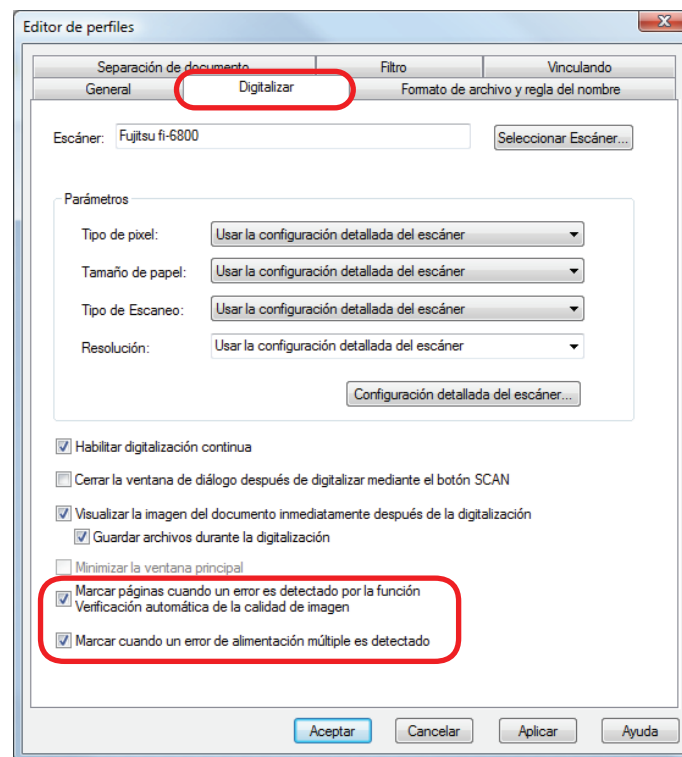 Editor de perfiles
Separación de documento Filtro Vinculando
General Digitalizar Formato de archivo y regla del nombre
Escáner: Fujitsu fi-6800 Seleccionar Escáner...
Parámetros
Tipo de pixel: Usar la configuración detallada del escáner
Tamaño de papel: Usar la configuración detallada del escáner
Tipo de Escaneo: Usar la configuración detallada del escáner
Resolución: Usar la configuración detallada del escáner
Configuración detallada del escáner...
Habilitar digitalización continua
Cerrar la ventana de diálogo después de digitalizar mediante el botón SCAN
Visualizar la imagen del documento inmediatamente después de la digitalización
Guardar archivos durante la digitalización
Minimizar la ventana principal
Marcar páginas cuando un error es detectado por la función
Verificación automática de la calidad de imagen
Marcar cuando un error de alimentación múltiple es detectado
Aceptar Cancelar Aplicar Ayuda